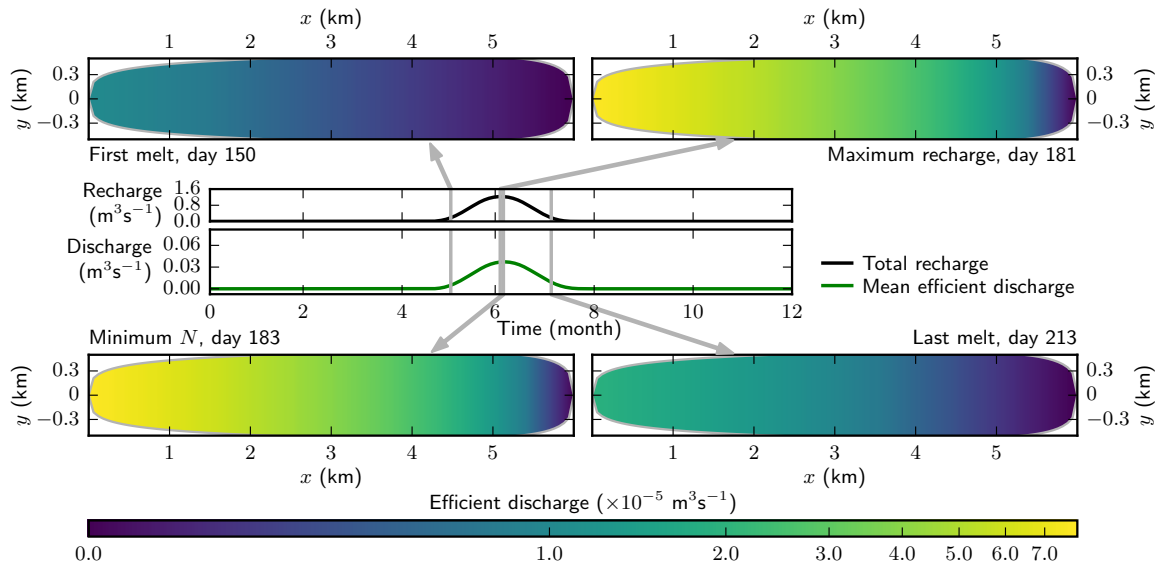 x (km)
x (km)
1 2 3 4 5
1 2 3 4 5
y (km)
0.3
0
−0.3
0.3
0
−0.3
y (km)
First melt, day 150
Maximum recharge, day 181
Recharge
(m³s⁻¹)
1.6
0.8
0.0
Discharge
(m³s⁻¹)
0.06
0.03
0.00
0 2 4 6 8 10 12
Time (month)
Total recharge
Mean efficient discharge
Minimum N, day 183
Last melt, day 213
y (km)
0.3
0
−0.3
0.3
0
−0.3
y (km)
1 2 3 4 5
1 2 3 4 5
x (km)
x (km)
Efficient discharge (×10⁻⁵ m³s⁻¹)
0.0 1.0 2.0 3.0 4.0 5.0 6.0 7.0